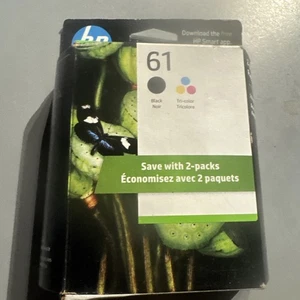 hp
Download the free
HP Smart app
61
Black
Noir
Tri-color
Tricolore
Save with 2-packs
Économisez avec 2 paquets